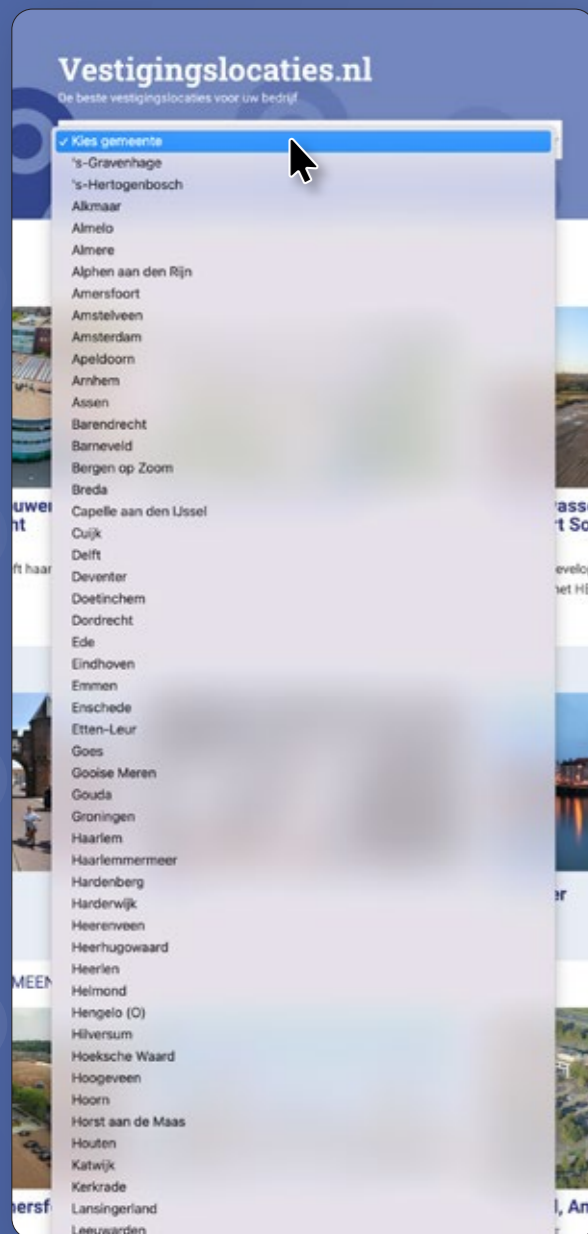 Vestigingslocaties.nl
De beste vestigingslocaties voor uw bedrijf
✓ Kies gemeente
's-Gravenhage
's-Hertogenbosch
Alkmaar
Almelo
Almere
Alphen aan den Rijn
Amersfoort
Amstelveen
Amsterdam
Apeldoorn
Arnhem
Assen
Barendrecht
Barneveld
Bergen op Zoom
Breda
Capelle aan den IJssel
Cuijk
Delft
Deventer
Doetinchem
Dordrecht
Ede
Eindhoven
Emmen
Enschede
Etten-Leur
Goes
Gooise Meren
Gouda
Groningen
Haarlem
Haarlemmermeer
Hardenberg
Harderwijk
Heerenveen
Heerhugowaard
Heerlen
Helmond
Hengelo (O)
Hilversum
Hoeksche Waard
Hoogeveen
Hoorn
Horst aan de Maas
Houten
Katwijk
Kerkrade
Lansingerland
Leeuwarden